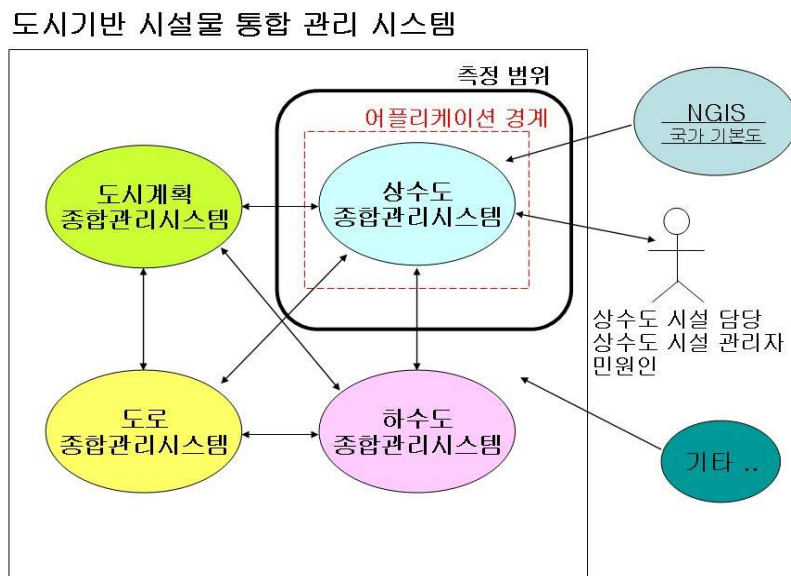 도시기반 시설물 통합 관리 시스템
측정 범위
어플리케이션 경계
NGIS
국가 기본도
도시계획
종합관리시스템
상수도
종합관리시스템
상수도 시설 담당
상수도 시설 관리자
민원인
도로
종합관리시스템
하수도
종합관리시스템
기타 ..